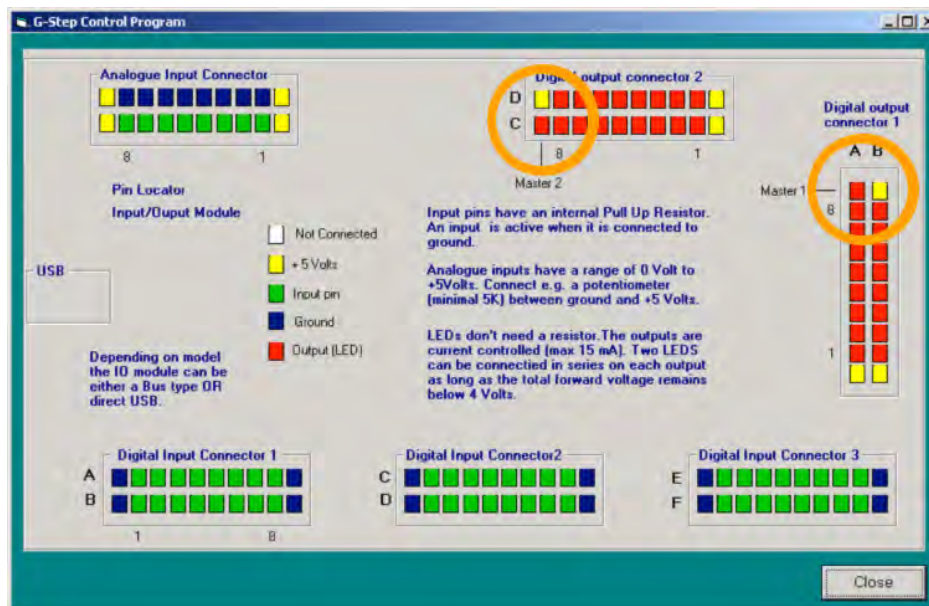 G-Step Control Program
Analogue Input Connector
8 1
Digital output connector 2
D
C
8 1
Master 2
Digital output
connector 1
A B
Master 1
8
1
Pin Locator
Input/Ouput Module
Not Connected
+ 5 Volts
Input pin
Ground
Output (LED)
USB
Depending on model
the IO module can be
either a Bus type OR
direct USB.
Input pins have an internal Pull Up Resistor.
An input is active when it is connected to
ground.
Analogue inputs have a range of 0 Volt to
+5Volts. Connect e.g. a potentiometer
(minimal 5K) between ground and +5 Volts.
LEDs don't need a resistor.The outputs are
current controlled (max 15 mA). Two LEDS
can be connectied in series on each output
as long as the total forward voltage remains
below 4 Volts.
Digital Input Connector 1
A
B
1 8
Digital Input Connector2
C
D
Digital Input Connector 3
E
F
Close